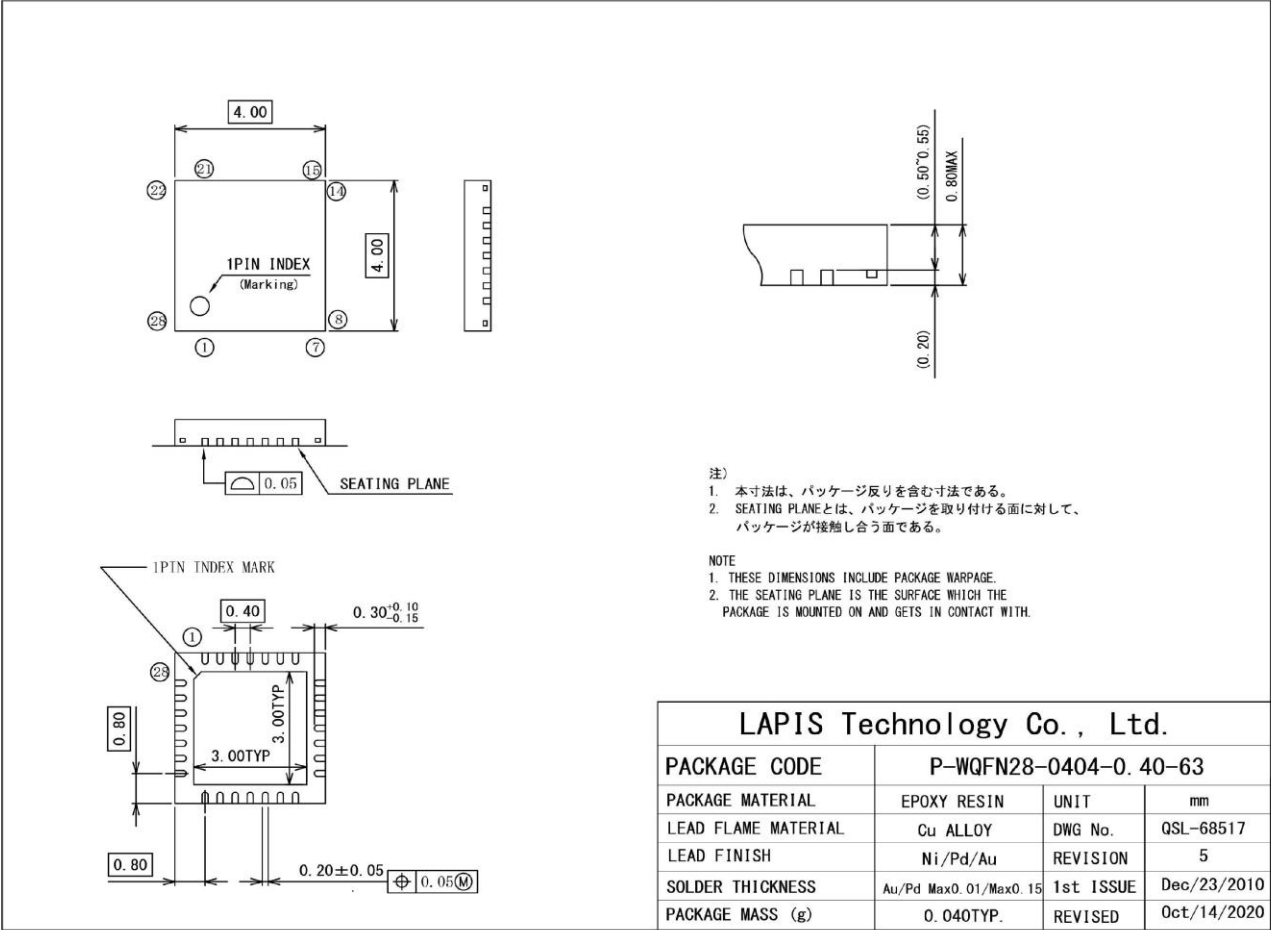 4.00
21
15
22
14
4.00
1PIN INDEX
(Marking)
28
8
1
7
(0.50~0.55)
0.80MAX
(0.20)
0.05
SEATING PLANE
注)
1. 本寸法は、パッケージ反りを含む寸法である。
2. SEATING PLANEとは、パッケージを取り付ける面に対して、
パッケージが接触し合う面である。
NOTE
1. THESE DIMENSIONS INCLUDE PACKAGE WARPAGE.
2. THE SEATING PLANE IS THE SURFACE WHICH THE
PACKAGE IS MOUNTED ON AND GETS IN CONTACT WITH.
1PIN INDEX MARK
0.40
0.30+0.10 -0.15
1
28
0.80
3.00TYP
3.00TYP
0.80
0.20±0.05
0.05Ⓜ
LAPIS Technology Co., Ltd.
PACKAGE CODE P-WQFN28-0404-0.40-63
PACKAGE MATERIAL EPOXY RESIN UNIT mm
LEAD FLAME MATERIAL Cu ALLOY DWG No. QSL-68517
LEAD FINISH Ni/Pd/Au REVISION 5
SOLDER THICKNESS Au/Pd Max0.01/Max0.15 1st ISSUE Dec/23/2010
PACKAGE MASS (g) 0.040TYP. REVISED Oct/14/2020